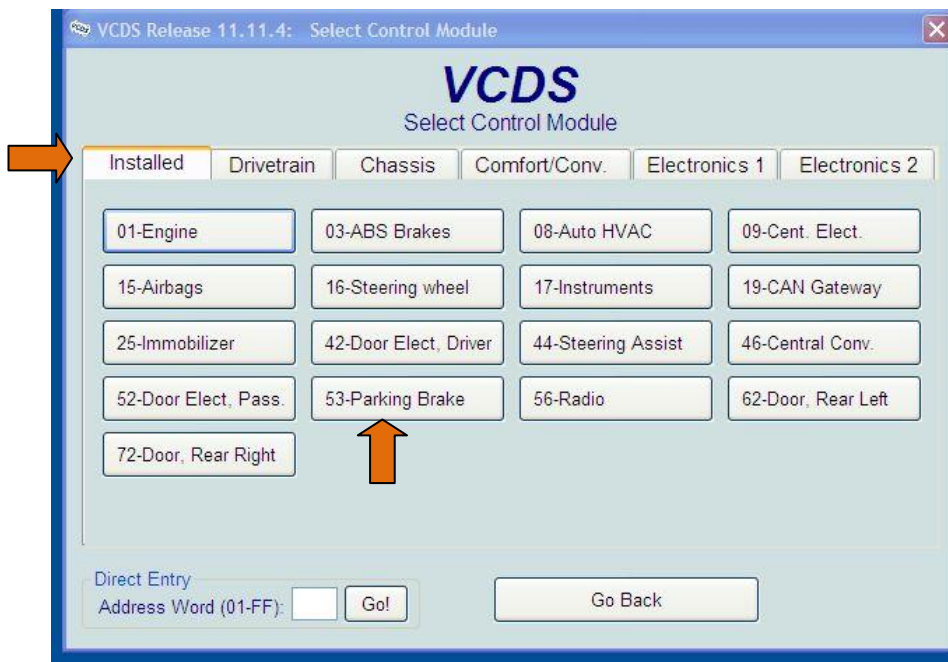 VCDS Release 11.11.4: Select Control Module
VCDS
Select Control Module
Installed Drivetrain Chassis Comfort/Conv. Electronics 1 Electronics 2
01-Engine 03-ABS Brakes 08-Auto HVAC 09-Cent. Elect.
15-Airbags 16-Steering wheel 17-Instruments 19-CAN Gateway
25-Immobilizer 42-Door Elect, Driver 44-Steering Assist 46-Central Conv.
52-Door Elect, Pass. 53-Parking Brake 56-Radio 62-Door, Rear Left
72-Door, Rear Right
Direct Entry
Address Word (01-FF): Go! Go Back